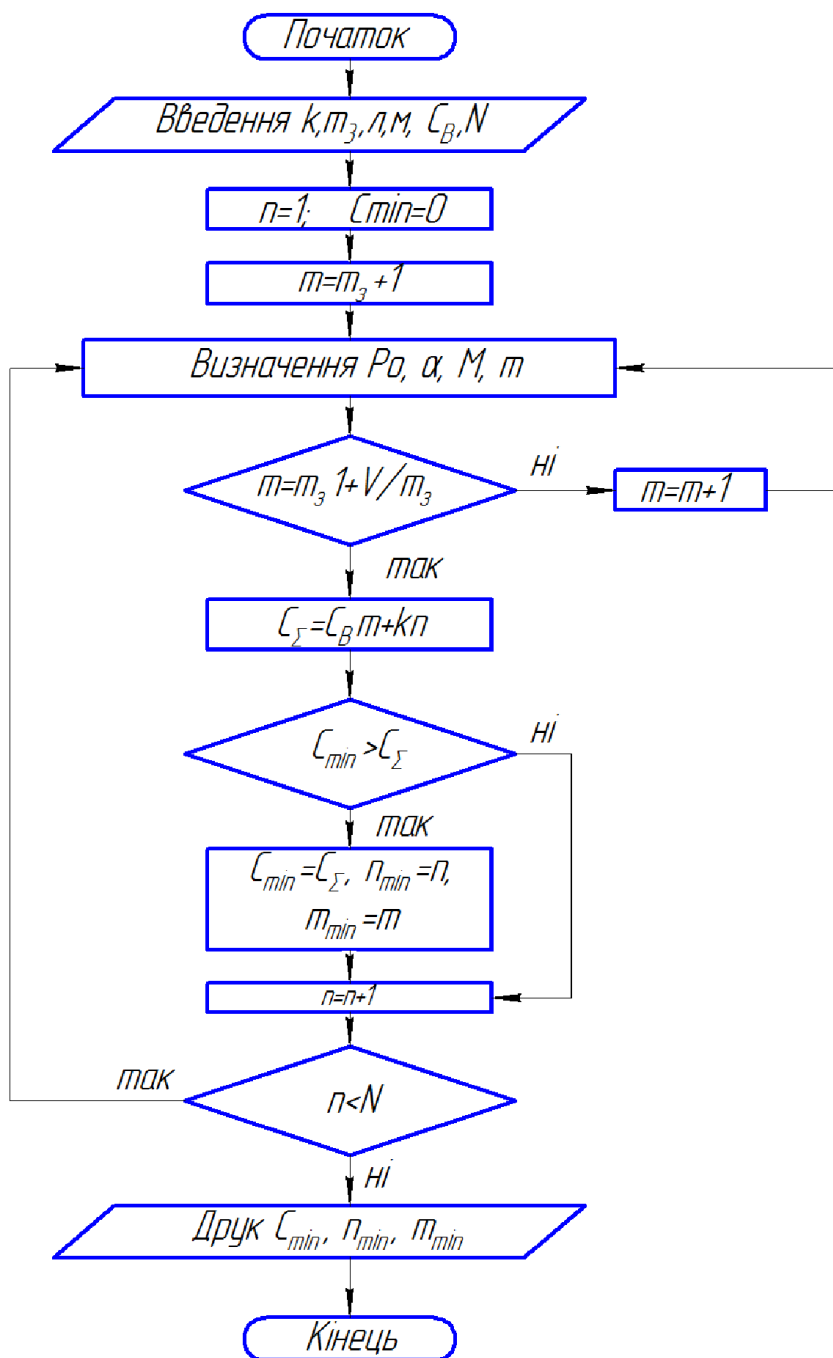 Початок
Введення k,m₃,л,м, C_B,N
n=1; Cmin=0
m=m₃+1
Визначення Po, α, M, m
m=m₃ 1+V/m₃
ні
m=m+1
так
C_Σ=C_B m+kn
C_min>C_Σ
ні
так
C_min=C_Σ, n_min=n,
m_min=m
n=n+1
так
n<N
ні
Друк C_min, n_min, m_min
Кінець